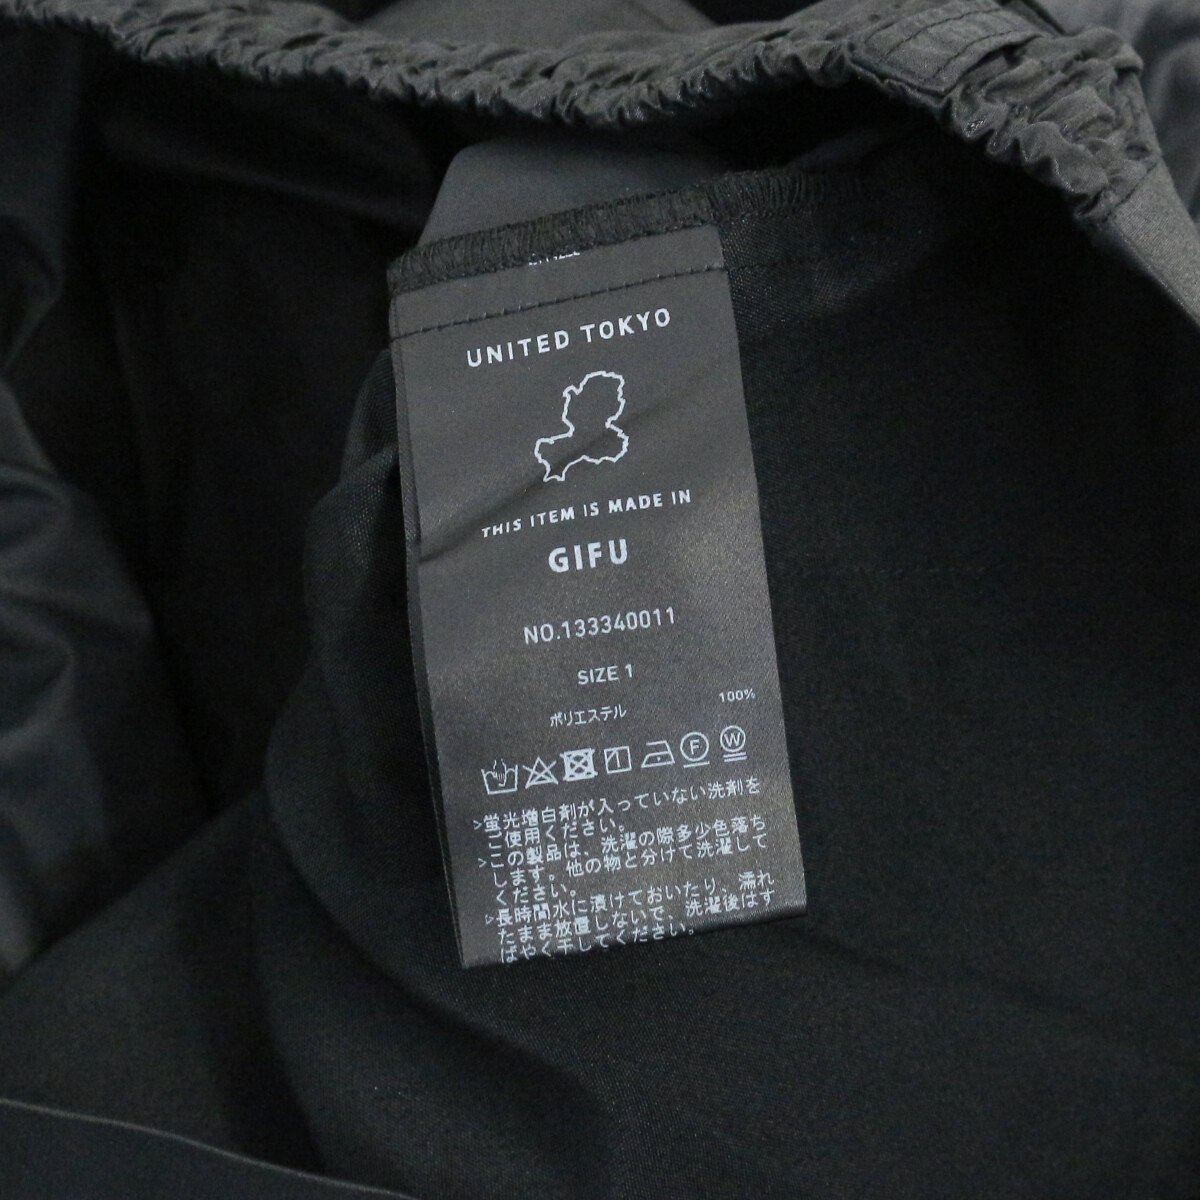 UNITED TOKYO
THIS ITEM IS MADE IN
GIFU
NO.133340011
SIZE 1
ポリエステル 100%
F W
>蛍光増白剤が入っていない洗剤を
ご使用ください。
>この製品は、洗濯の際多少色落ち
します。他の物と分けて洗濯して
ください。
>長時間水に漬けておいたり、濡れ
たまま放置しないで、洗濯後はす
ばやく干してください。